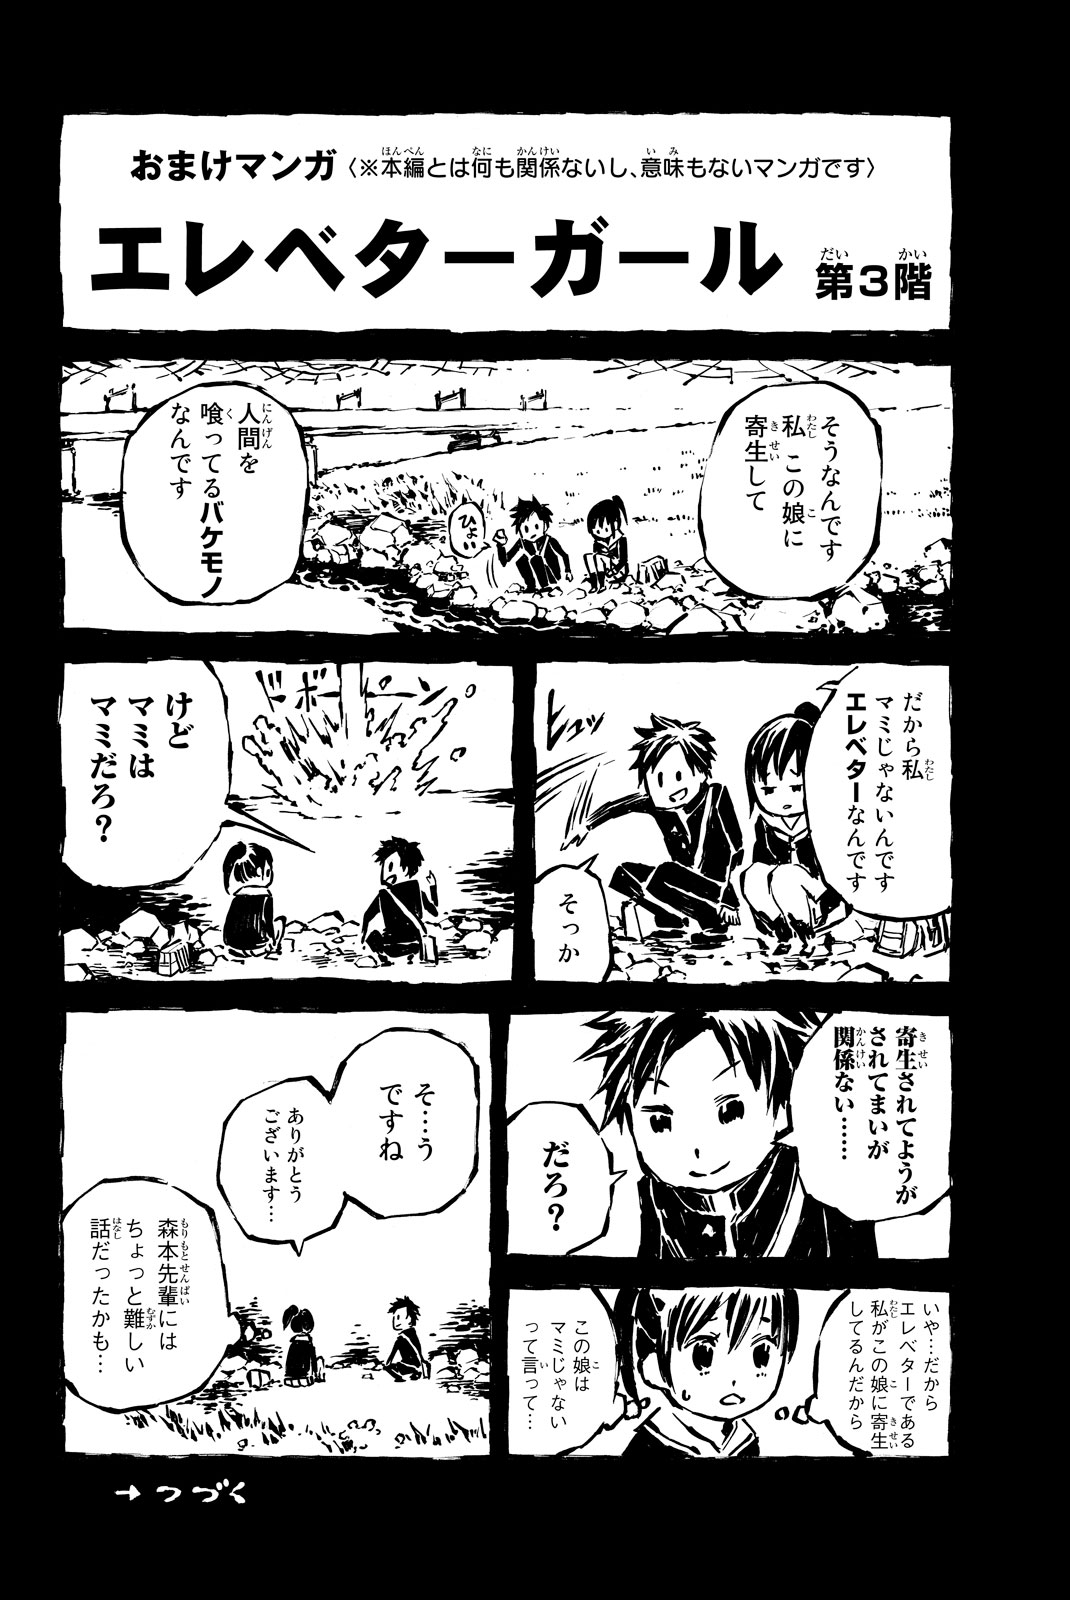 おまけマンガ〈※本編とは何も関係ないし、意味もないマンガです〉
エレベターガール 第3階
そうなんです
私この娘に
寄生して
ひょい
人間を
喰ってるバケモノ
なんです
だから私
マミじゃないんです
エレベターなんです
ヒュッ
そっか
ドボーーン
けど
マミは
マミだろ？
寄生されてようが
されてまいが
関係ない……
だろ？
いや…だから
エレベターである
私がこの娘に寄生
してるんだから
この娘は
マミじゃない
って言って…
そ…う
ですね
ありがとう
ございます…
森本先輩には
ちょっと難しい
話だったかも…
→つづく